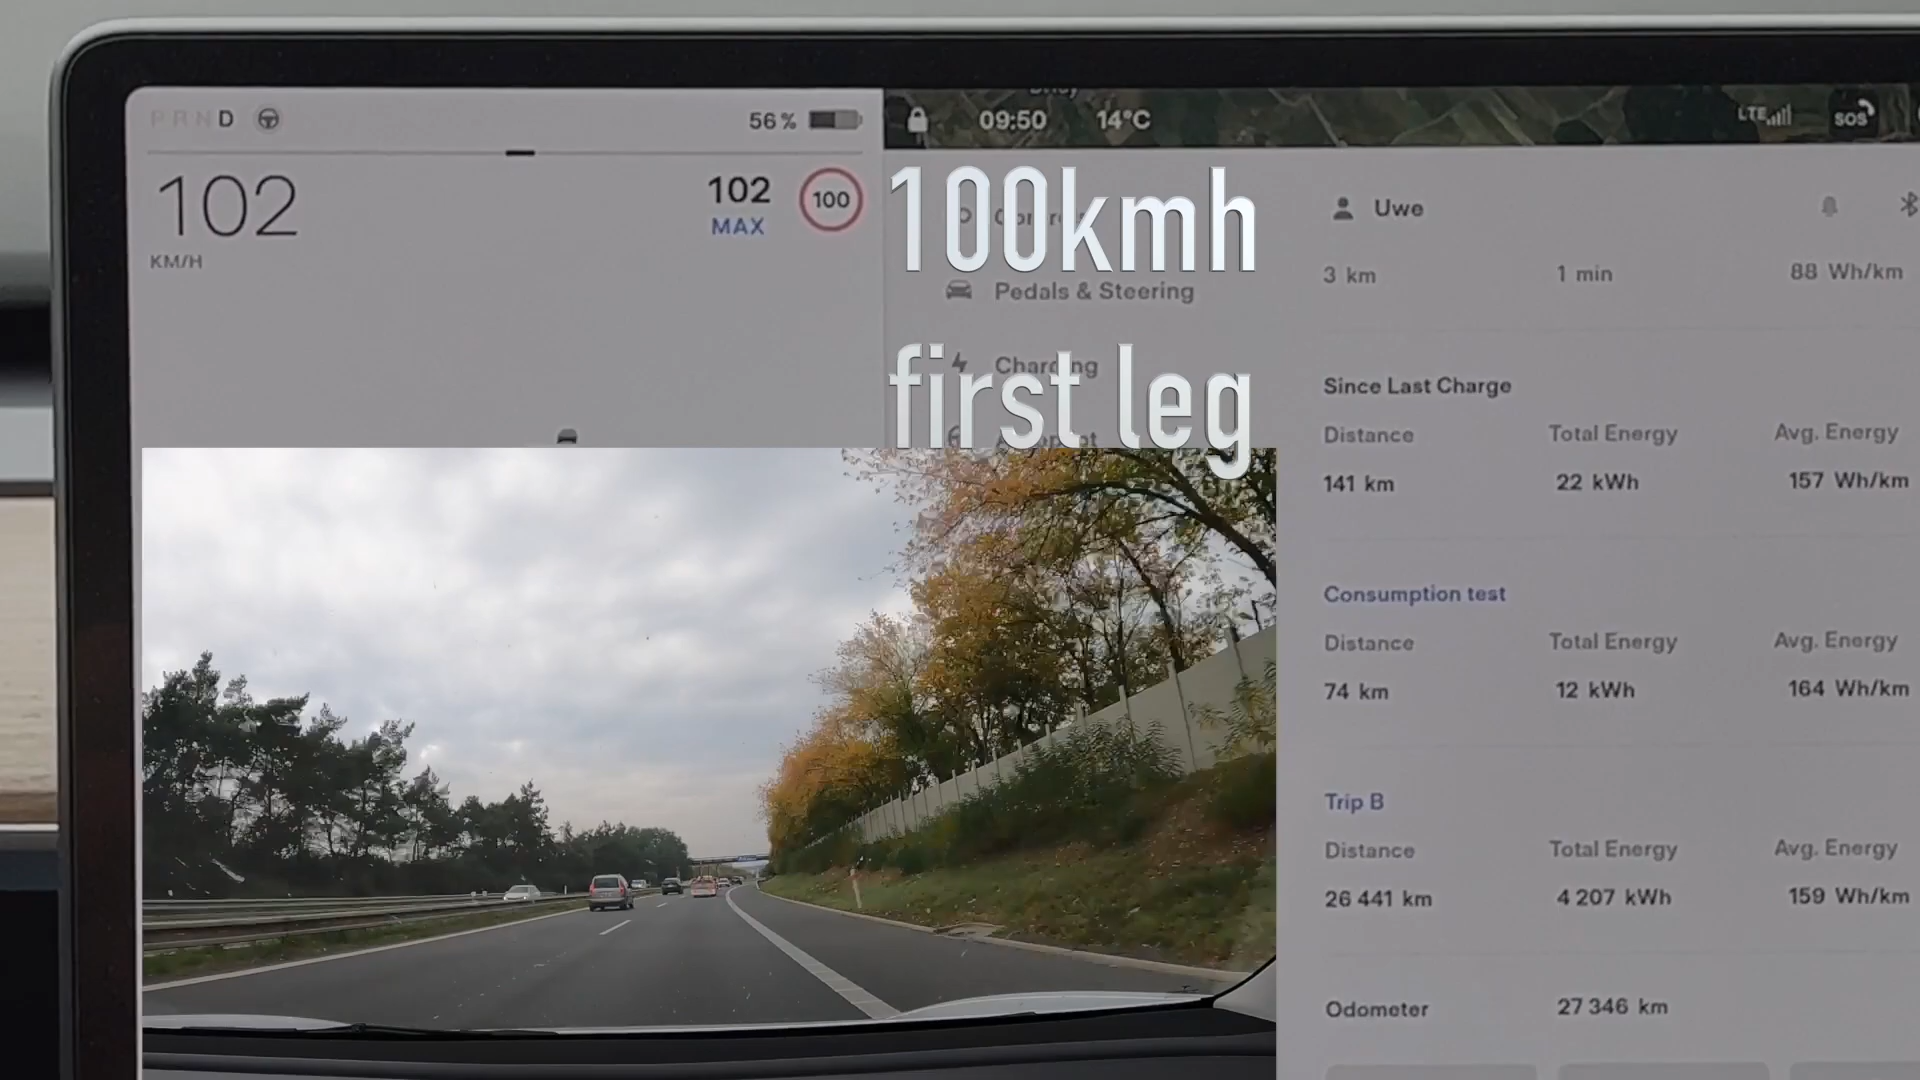 P R N D
56 %
09:50
14°C
LTE
SOS
102
KM/H
102
MAX
100
100kmh
first leg
Pedals & Steering
Charging
Uwe
3 km
1 min
88 Wh/km
Since Last Charge
Distance
Total Energy
Avg. Energy
141 km
22 kWh
157 Wh/km
Consumption test
Distance
Total Energy
Avg. Energy
74 km
12 kWh
164 Wh/km
Trip B
Distance
Total Energy
Avg. Energy
26 441 km
4 207 kWh
159 Wh/km
Odometer
27 346 km